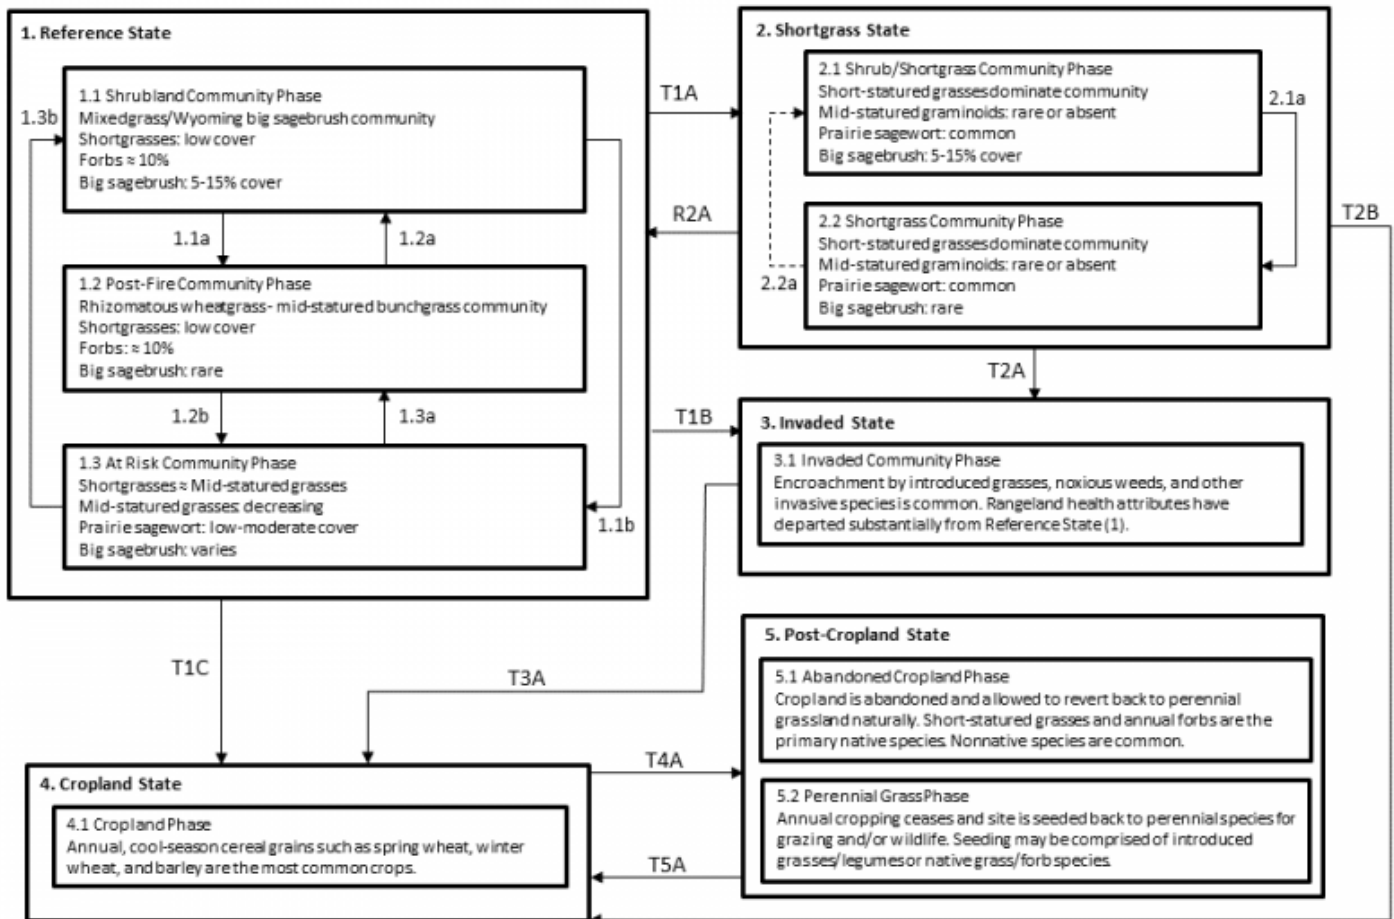 1. Reference State
1.1 Shrubland Community Phase
Mixedgrass/Wyoming big sagebrush community
Shortgrasses: low cover
Forbs ≈ 10%
Big sagebrush: 5-15% cover
1.3b
1.1a
1.2a
1.2 Post-Fire Community Phase
Rhizomatous wheatgrass- mid-statured bunchgrass community
Shortgrasses: low cover
Forbs: ≈ 10%
Big sagebrush: rare
1.2b
1.3a
1.3 At Risk Community Phase
Shortgrasses ≈ Mid-statured grasses
Mid-statured grasses: decreasing
Prairie sagewort: low-moderate cover
Big sagebrush: varies
1.1b
T1A
R2A
T1B
2. Shortgrass State
2.1 Shrub/Shortgrass Community Phase
Short-statured grasses dominate community
Mid-statured graminoids: rare or absent
Prairie sagewort: common
Big sagebrush: 5-15% cover
2.1a
2.2 Shortgrass Community Phase
Short-statured grasses dominate community
Mid-statured graminoids: rare or absent
Prairie sagewort: common
Big sagebrush: rare
2.2a
T2B
T2A
3. Invaded State
3.1 Invaded Community Phase
Encroachment by introduced grasses, noxious weeds, and other
invasive species is common. Rangeland health attributes have
departed substantially from Reference State (1).
T1C
T3A
4. Cropland State
4.1 Cropland Phase
Annual, cool-season cereal grains such as spring wheat, winter
wheat, and barley are the most common crops.
T4A
T5A
5. Post-Cropland State
5.1 Abandoned Cropland Phase
Cropland is abandoned and allowed to revert back to perennial
grassland naturally. Short-statured grasses and annual forbs are the
primary native species. Nonnative species are common.
5.2 Perennial Grass Phase
Annual cropping ceases and site is seeded back to perennial species for
grazing and/or wildlife. Seeding may be comprised of introduced
grasses/legumes or native grass/forb species.